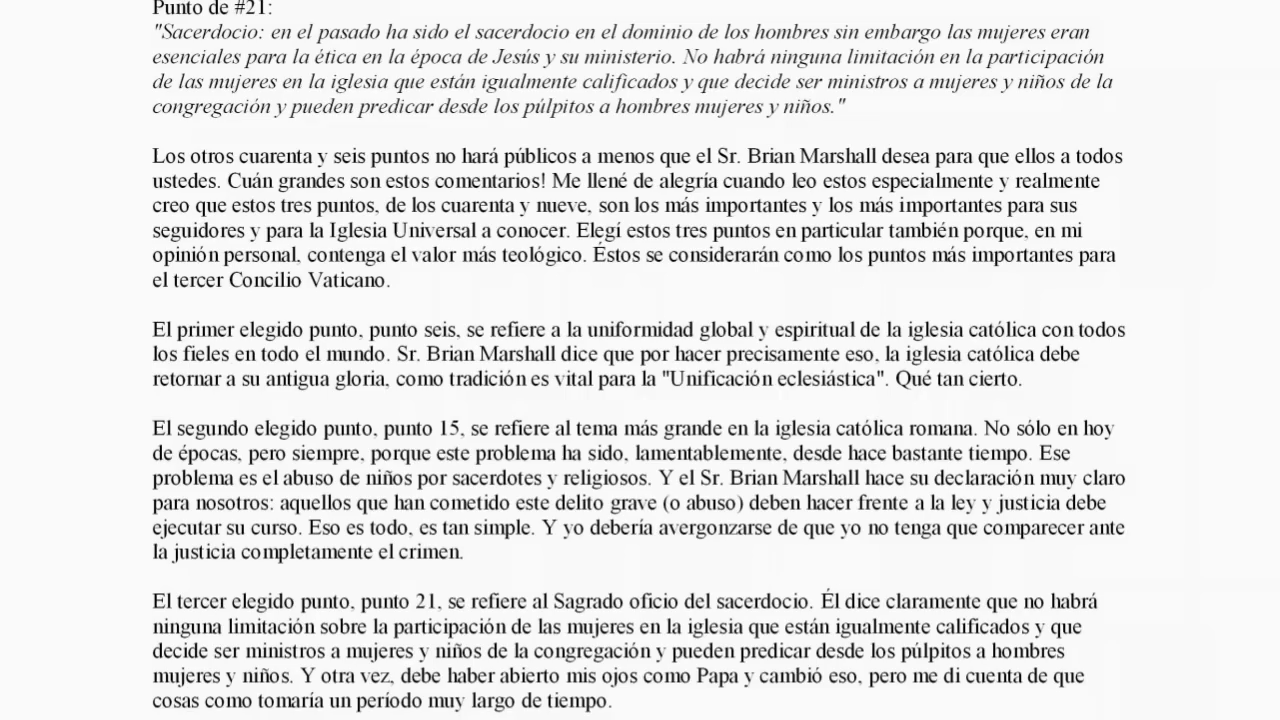 Punto de #21:
"Sacerdocio: en el pasado ha sido el sacerdocio en el dominio de los hombres sin embargo las mujeres eran
esenciales para la ética en la época de Jesús y su ministerio. No habrá ninguna limitación en la participación
de las mujeres en la iglesia que están igualmente calificados y que decide ser ministros a mujeres y niños de la
congregación y pueden predicar desde los púlpitos a hombres mujeres y niños."
Los otros cuarenta y seis puntos no hará públicos a menos que el Sr. Brian Marshall desea para que ellos a todos
ustedes. Cuán grandes son estos comentarios! Me llené de alegría cuando leo estos especialmente y realmente
creo que estos tres puntos, de los cuarenta y nueve, son los más importantes y los más importantes para sus
seguidores y para la Iglesia Universal a conocer. Elegí estos tres puntos en particular también porque, en mi
opinión personal, contenga el valor más teológico. Éstos se considerarán como los puntos más importantes para
el tercer Concilio Vaticano.
El primer elegido punto, punto seis, se refiere a la uniformidad global y espiritual de la iglesia católica con todos
los fieles en todo el mundo. Sr. Brian Marshall dice que por hacer precisamente eso, la iglesia católica debe
retornar a su antigua gloria, como tradición es vital para la "Unificación eclesiástica". Qué tan cierto.
El segundo elegido punto, punto 15, se refiere al tema más grande en la iglesia católica romana. No sólo en hoy
de épocas, pero siempre, porque este problema ha sido, lamentablemente, desde hace bastante tiempo. Ese
problema es el abuso de niños por sacerdotes y religiosos. Y el Sr. Brian Marshall hace su declaración muy claro
para nosotros: aquellos que han cometido este delito grave (o abuso) deben hacer frente a la ley y justicia debe
ejecutar su curso. Eso es todo, es tan simple. Y yo debería avergonzarse de que yo no tenga que comparecer ante
la justicia completamente el crimen.
El tercer elegido punto, punto 21, se refiere al Sagrado oficio del sacerdocio. Él dice claramente que no habrá
ninguna limitación sobre la participación de las mujeres en la iglesia que están igualmente calificados y que
decide ser ministros a mujeres y niños de la congregación y pueden predicar desde los púlpitos a hombres
mujeres y niños. Y otra vez, debe haber abierto mis ojos como Papa y cambió eso, pero me di cuenta de que
cosas como tomaría un período muy largo de tiempo.